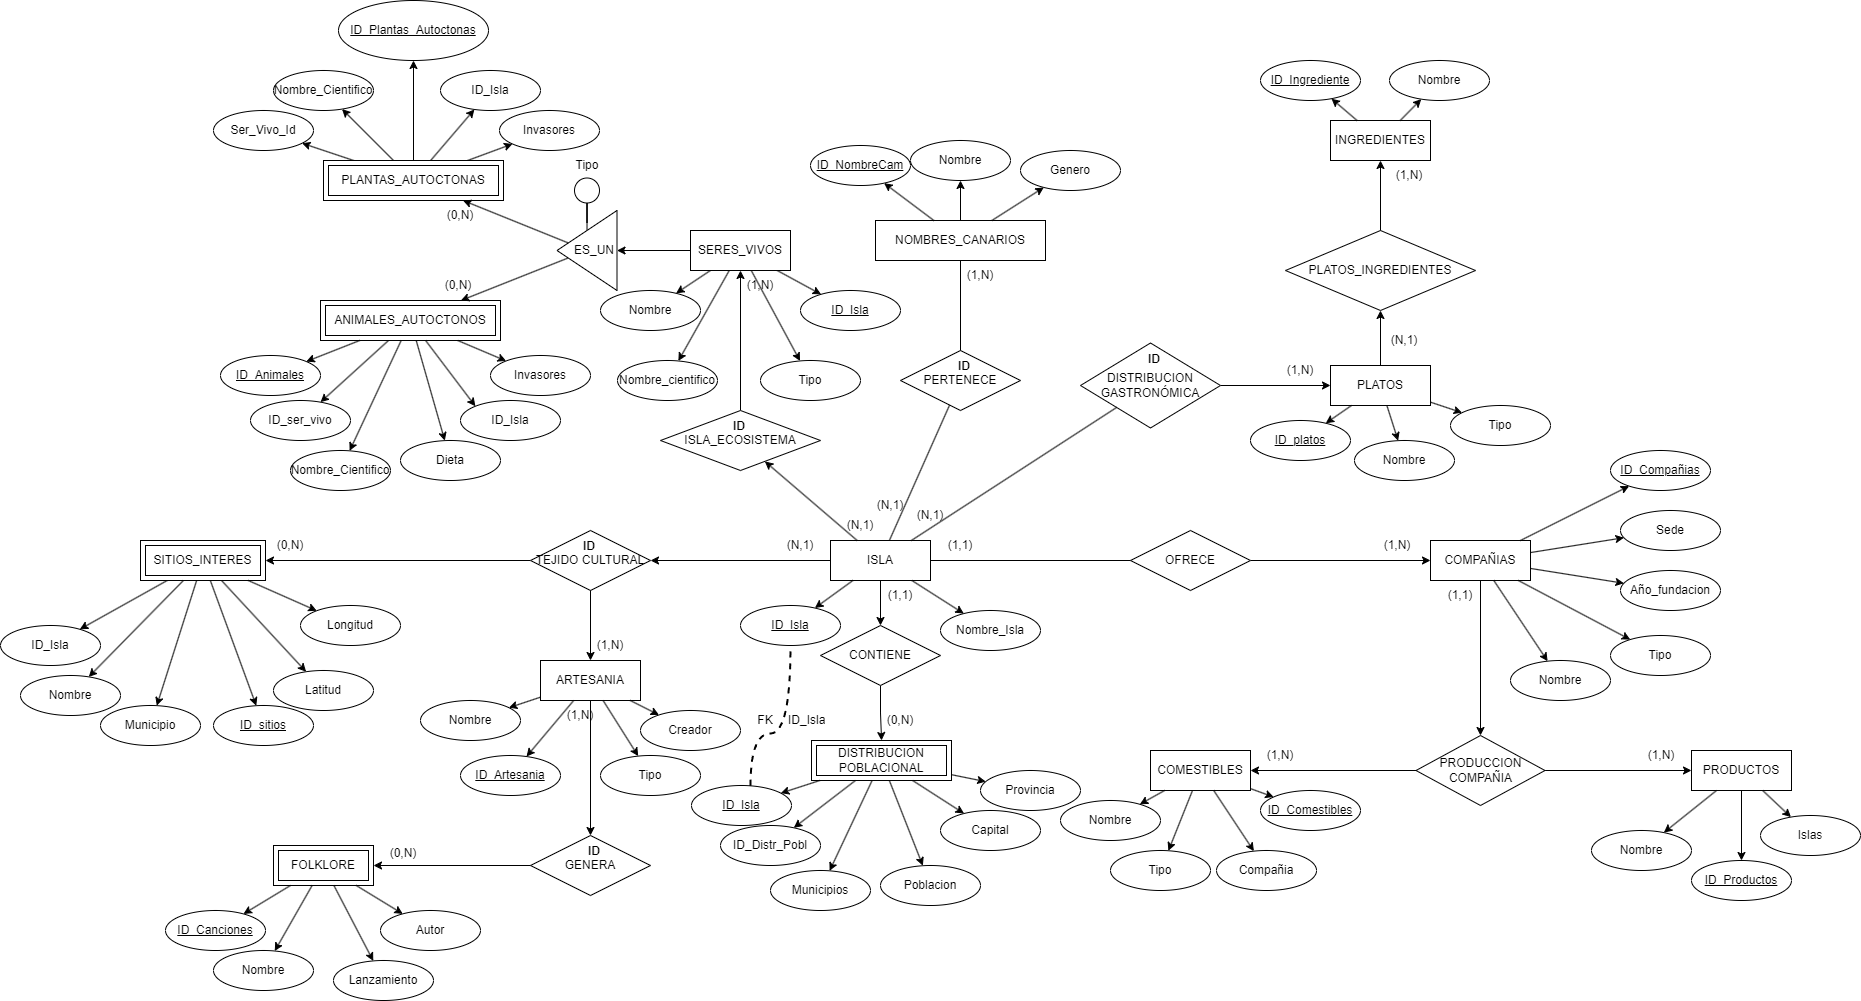 ID_Plantas_Autoctonas
Nombre_Cientifico
ID_Isla
Ser_Vivo_Id
Invasores
PLANTAS_AUTOCTONAS
(0,N)
Tipo
ES_UN
(0,N)
ANIMALES_AUTOCTONOS
ID_Animales
Invasores
ID_ser_vivo
ID_Isla
Nombre_Cientifico
Dieta
SERES_VIVOS
(1,N)
Nombre
ID_Isla
Nombre_cientifico
Tipo
ID
ISLA_ECOSISTEMA
(N,1)
ID_NombreCam
Nombre
Genero
NOMBRES_CANARIOS
(1,N)
ID
PERTENECE
(N,1)
ID_Ingrediente
Nombre
INGREDIENTES
(1,N)
PLATOS_INGREDIENTES
(N,1)
ID
DISTRIBUCION
GASTRONÓMICA
(1,N)
(N,1)
PLATOS
ID_platos
Nombre
Tipo
ISLA
(1,1)
OFRECE
(1,N)
COMPAÑIAS
ID_Compañias
Sede
Año_fundacion
Tipo
Nombre
(1,1)
PRODUCCION
COMPAÑIA
(1,N)
COMESTIBLES
Nombre
ID_Comestibles
Tipo
Compañia
(1,N)
PRODUCTOS
Nombre
Islas
ID_Productos
(N,1)
ID
TEJIDO CULTURAL
(0,N)
SITIOS_INTERES
ID_Isla
Longitud
Nombre
Latitud
Municipio
ID_sitios
(1,N)
ARTESANIA
Nombre
(1,N)
Creador
ID_Artesania
Tipo
ID
GENERA
(0,N)
FOLKLORE
ID_Canciones
Autor
Nombre
Lanzamiento
ID_Isla
(1,1)
Nombre_Isla
CONTIENE
FK
ID_Isla
(0,N)
DISTRIBUCION
POBLACIONAL
ID_Isla
Provincia
ID_Distr_Pobl
Capital
Municipios
Poblacion